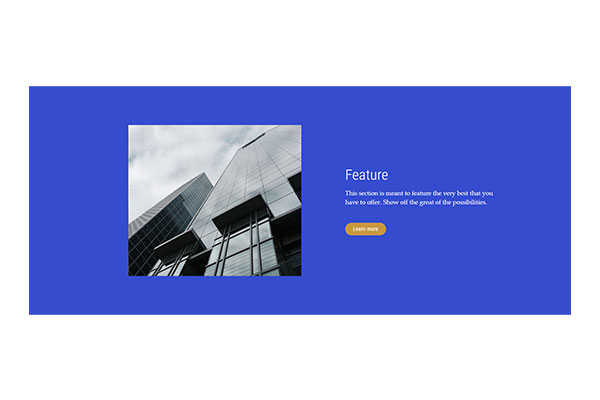 Feature
This section is meant to feature the very best that you
have to offer. Show off the great of the possibilities.
Learn more